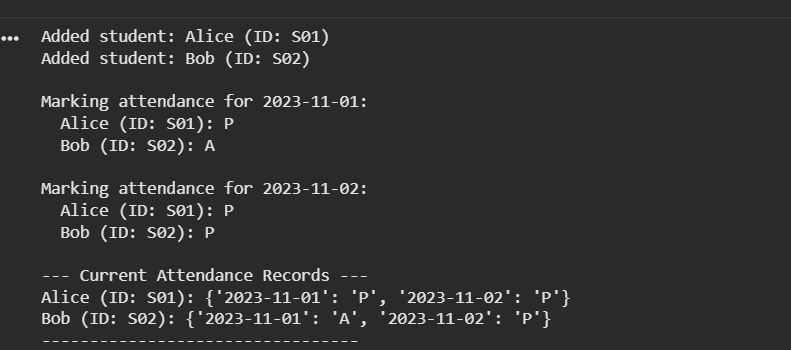 Added student: Alice (ID: S01)
Added student: Bob (ID: S02)
Marking attendance for 2023-11-01:
Alice (ID: S01): P
Bob (ID: S02): A
Marking attendance for 2023-11-02:
Alice (ID: S01): P
Bob (ID: S02): P
--- Current Attendance Records ---
Alice (ID: S01): {'2023-11-01': 'P', '2023-11-02': 'P'}
Bob (ID: S02): {'2023-11-01': 'A', '2023-11-02': 'P'}
---------------------------------